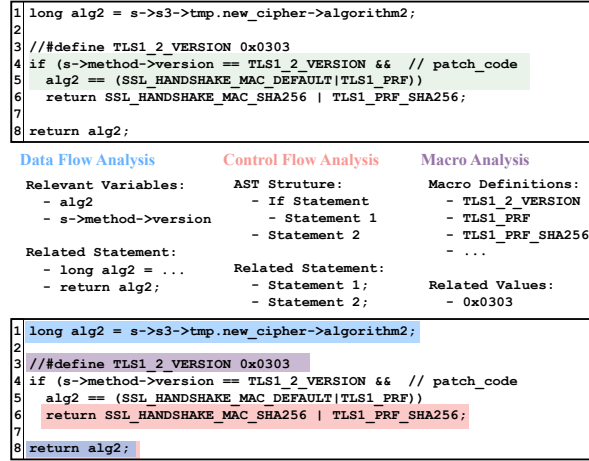 1 long alg2 = s->s3->tmp.new_cipher->algorithm2;
2
3 //#define TLS1_2_VERSION 0x0303
4 if (s->method->version == TLS1_2_VERSION && // patch_code
5 alg2 == (SSL_HANDSHAKE_MAC_DEFAULT|TLS1_PRF))
6 return SSL_HANDSHAKE_MAC_SHA256 | TLS1_PRF_SHA256;
7
8 return alg2;
Data Flow Analysis
Relevant Variables:
- alg2
- s->method->version
Related Statement:
- long alg2 = ...
- return alg2;
Control Flow Analysis
AST Struture:
- If Statement
- Statement 1
- Statement 2
Related Statement:
- Statement 1;
- Statement 2;
Macro Analysis
Macro Definitions:
- TLS1_2_VERSION
- TLS1_PRF
- TLS1_PRF_SHA256
- ...
Related Values:
- 0x0303
1 long alg2 = s->s3->tmp.new_cipher->algorithm2;
2
3 //#define TLS1_2_VERSION 0x0303
4 if (s->method->version == TLS1_2_VERSION && // patch_code
5 alg2 == (SSL_HANDSHAKE_MAC_DEFAULT|TLS1_PRF))
6 return SSL_HANDSHAKE_MAC_SHA256 | TLS1_PRF_SHA256;
7
8 return alg2;